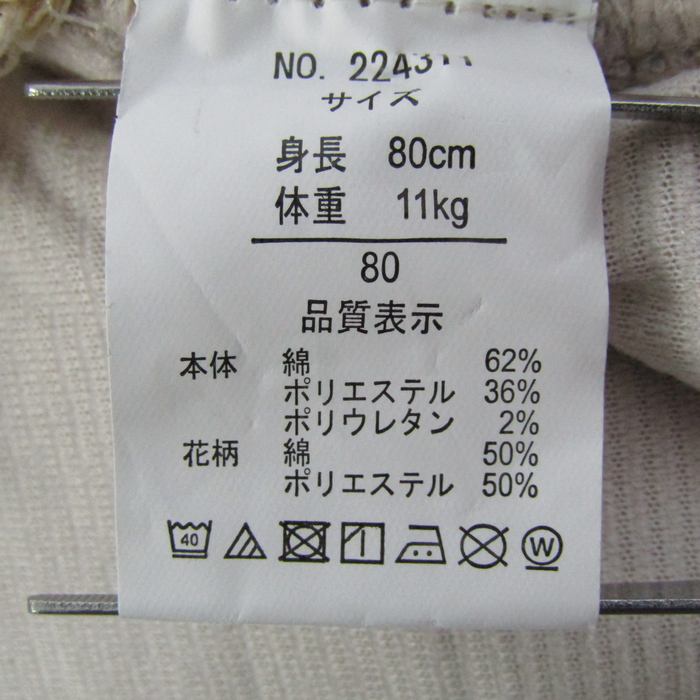 NO. 224311
サイズ
身長 80cm
体重 11kg
80
品質表示
本体 綿 62%
ポリエステル 36%
ポリウレタン 2%
花柄 綿 50%
ポリエステル 50%
40 W